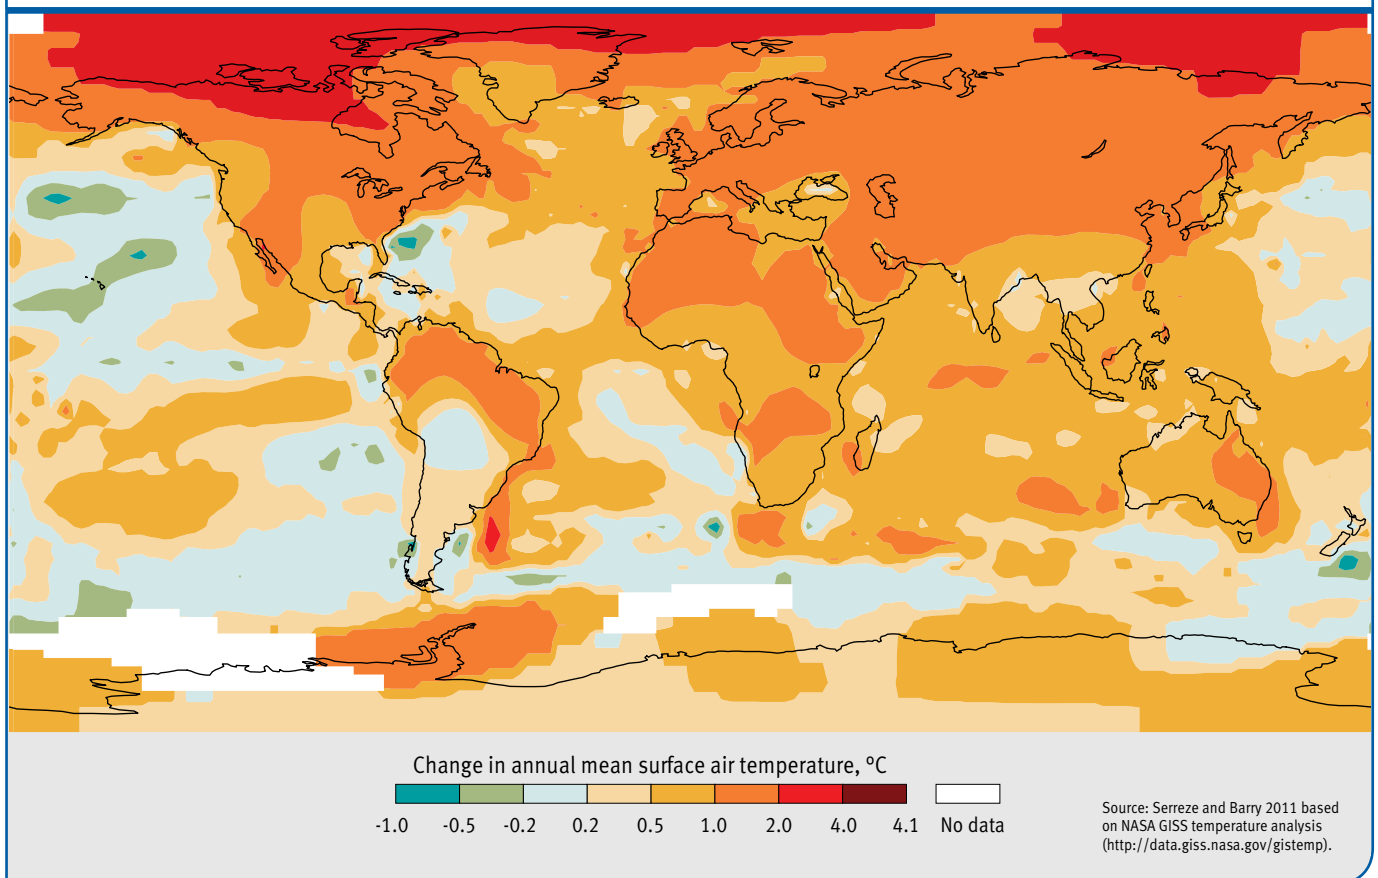 Change in annual mean surface air temperature, °C
-1.0 -0.5 -0.2 0.2 0.5 1.0 2.0 4.0 4.1 No data
Source: Serreze and Barry 2011 based
on NASA GISS temperature analysis
(http://data.giss.nasa.gov/gistemp).